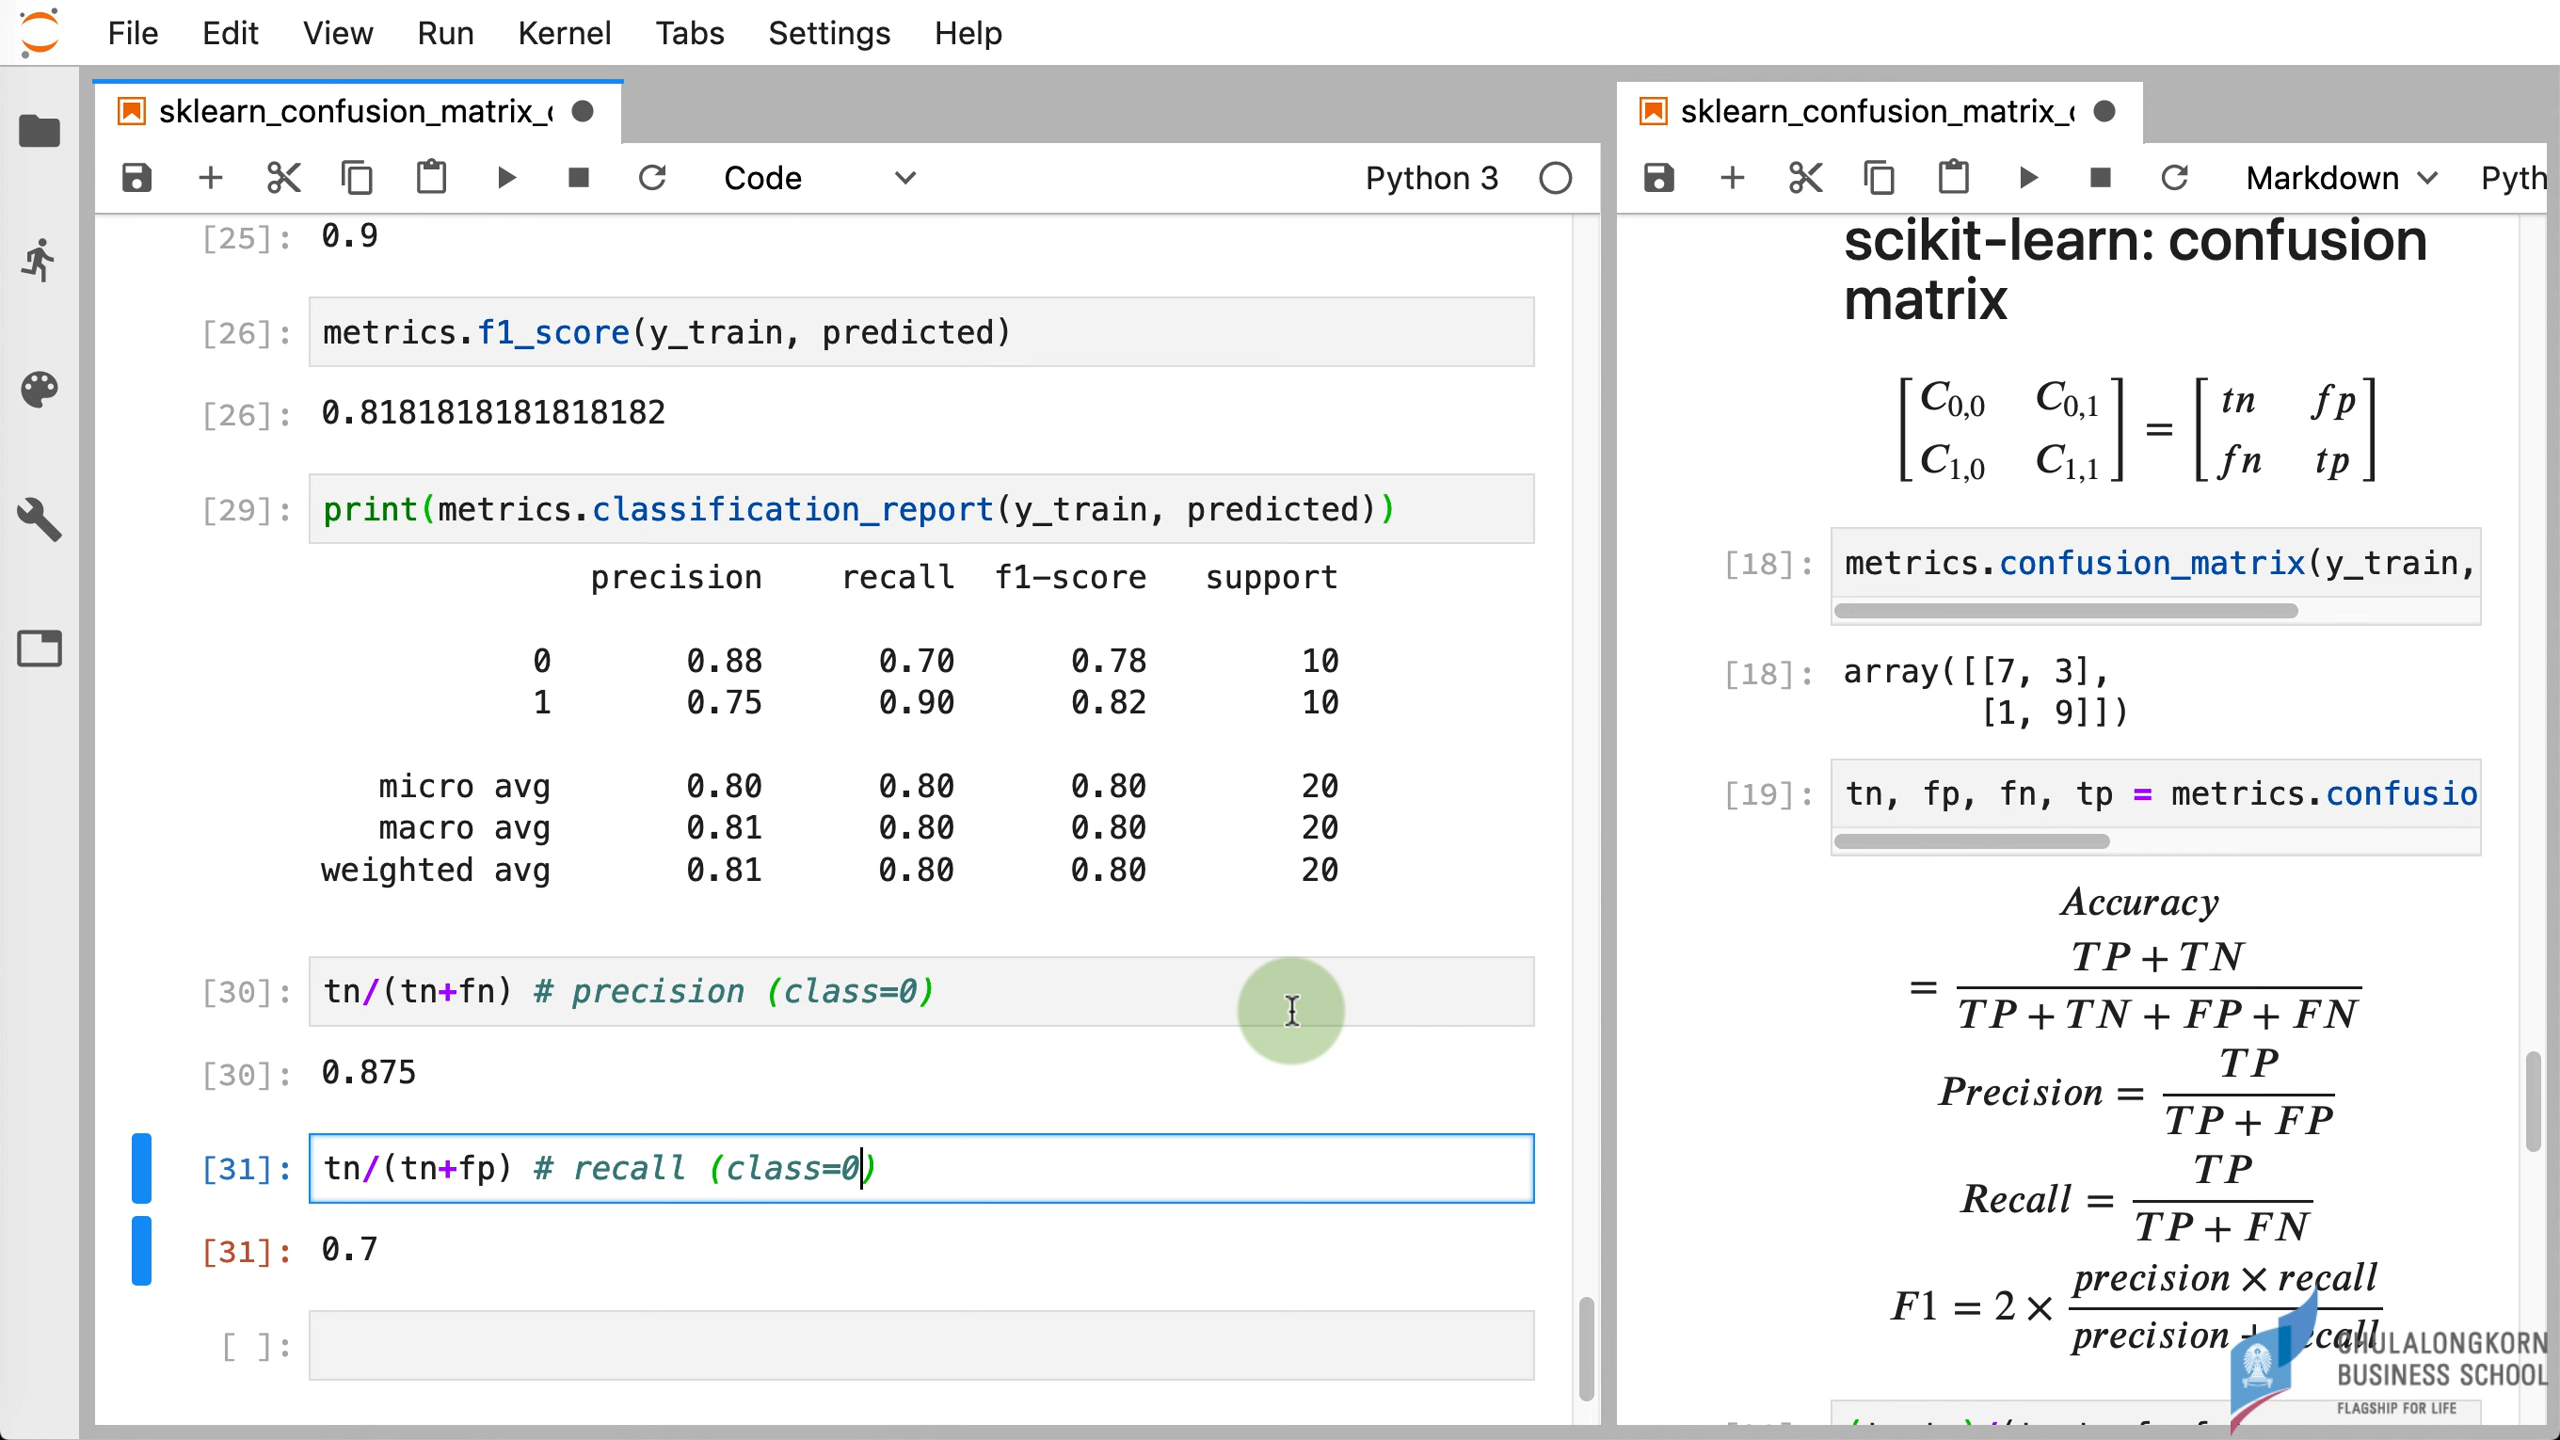 File Edit View Run Kernel Tabs Settings Help
sklearn_confusion_matrix_c
Code Python 3
[25]: 0.9
[26]: metrics.f1_score(y_train, predicted)
[26]: 0.8181818181818182
[29]: print(metrics.classification_report(y_train, predicted))
precision recall f1-score support
0 0.88 0.70 0.78 10
1 0.75 0.90 0.82 10
micro avg 0.80 0.80 0.80 20
macro avg 0.81 0.80 0.80 20
weighted avg 0.81 0.80 0.80 20
[30]: tn/(tn+fn) # precision (class=0)
[30]: 0.875
[31]: tn/(tn+fp) # recall (class=0)
[31]: 0.7
[ ]:
sklearn_confusion_matrix_c
Markdown Pyth
scikit-learn: confusion
matrix
[C0,0 C0,1] = [tn fp]
[C1,0 C1,1] [fn tp]
[18]: metrics.confusion_matrix(y_train,
[18]: array([[7, 3],
[1, 9]])
[19]: tn, fp, fn, tp = metrics.confusio
Accuracy
TP + TN
=
TP + TN + FP + FN
TP
Precision =
TP + FP
TP
Recall =
TP + FN
precision × recall
F1 = 2 ×
precision + recall
CHULALONGKORN
BUSINESS SCHOOL
FLAGSHIP FOR LIFE